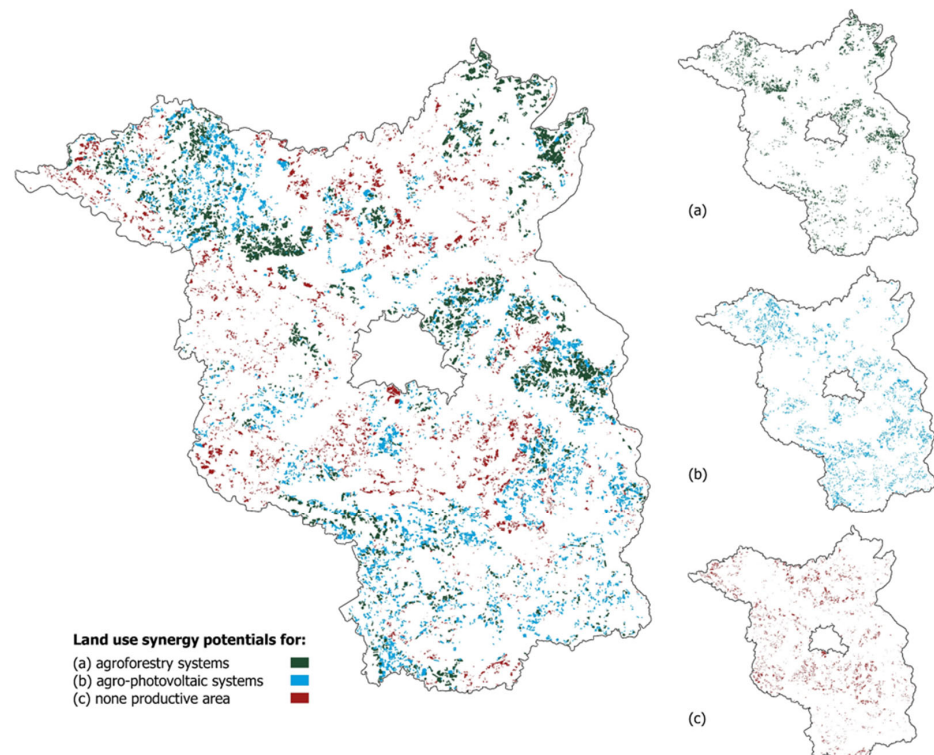 (a)
(b)
(c)
Land use synergy potentials for:
(a) agroforestry systems
(b) agro-photovoltaic systems
(c) none productive area